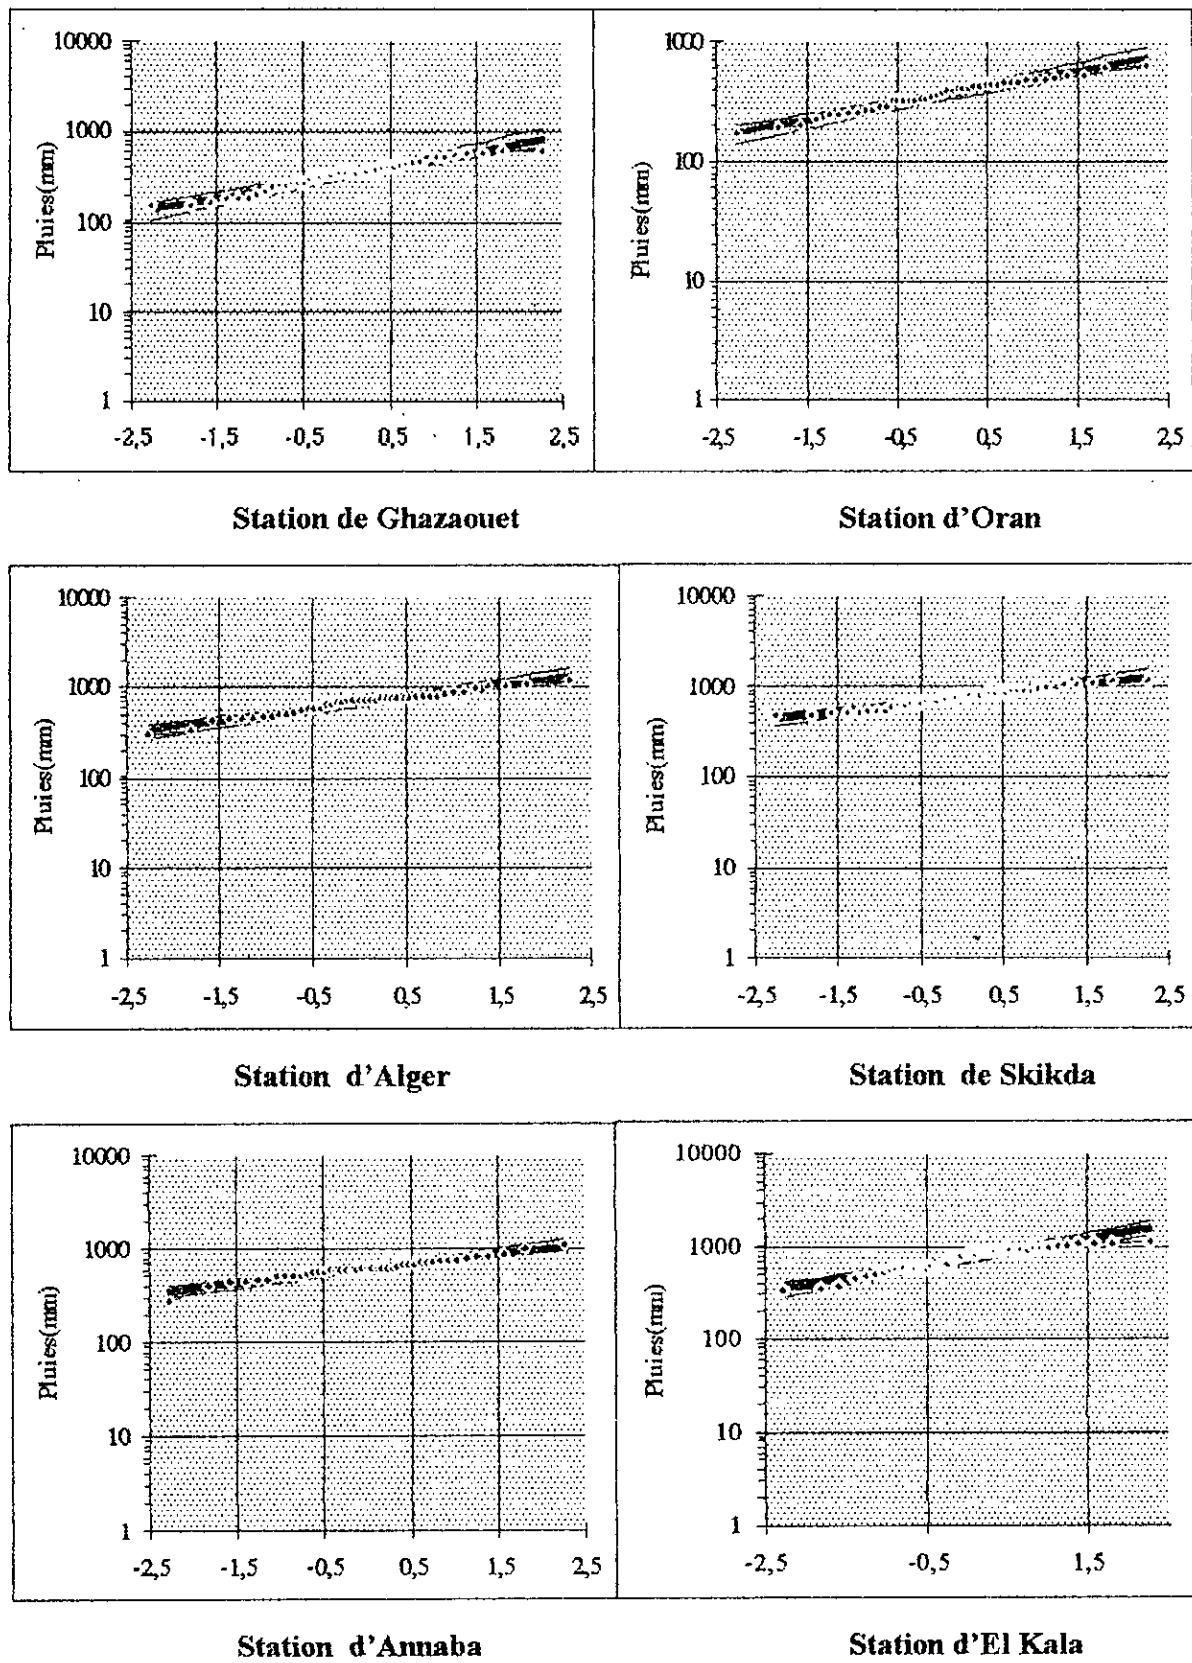 10000
1000
100
10
1
Pluies(mm)
-2,5 -1,5 -0,5 0,5 1,5 2,5
1000
100
10
1
Pluies(mm)
-2,5 -1,5 -0,5 0,5 1,5 2,5
Station de Ghazaouet
Station d'Oran
10000
1000
100
10
1
Pluies(mm)
-2,5 -1,5 -0,5 0,5 1,5 2,5
10000
1000
100
10
1
Pluies(mm)
-2,5 -1,5 -0,5 0,5 1,5 2,5
Station d'Alger
Station de Skikda
10000
1000
100
10
1
Pluies(mm)
-2,5 -1,5 -0,5 0,5 1,5 2,5
10000
1000
100
10
1
Pluies(mm)
-2,5 -0,5 1,5
Station d'Annaba
Station d'El Kala